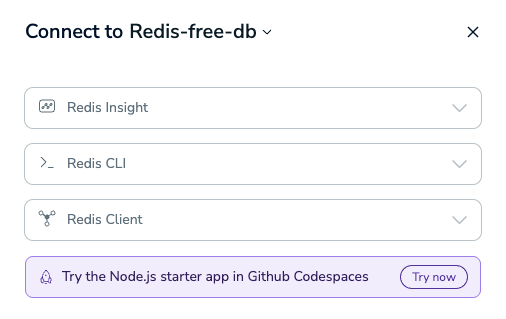 Connect to Redis-free-db
Redis Insight
Redis CLI
Redis Client
Try the Node.js starter app in Github Codespaces
Try now